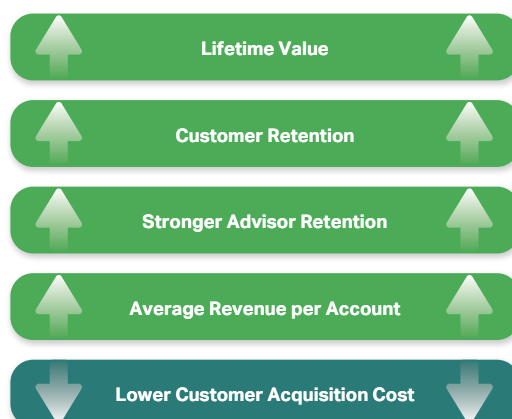 Lifetime Value
Customer Retention
Stronger Advisor Retention
Average Revenue per Account
Lower Customer Acquisition Cost